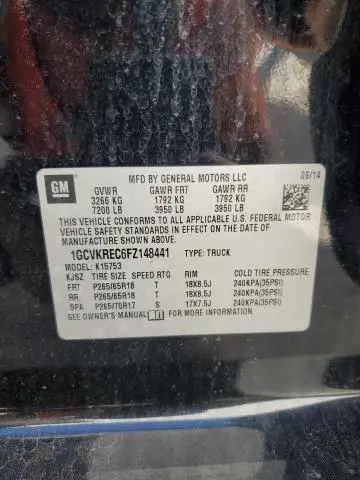 MFD BY GENERAL MOTORS LLC 09/14
GM
GVWR GAWR FRT GAWR RR
3266 KG 1792 KG 1792 KG
7200 LB 3950 LB 3950 LB
THIS VEHICLE CONFORMS TO ALL APPLICABLE U.S. FEDERAL MOTOR
VEHICLE SAFETY STANDARDS IN EFFECT ON THE DATE OF
MANUFACTURE SHOWN ABOVE.
1GCVKREC6FZ148441 TYPE: TRUCK
MODEL: K15753
KJSZ TIRE SIZE SPEED RTG RIM COLD TIRE PRESSURE
FRT P265/65R18 T 18X8.5J 240KPA(35PSI)
RR P265/65R18 T 18X8.5J 240KPA(35PSI)
SPA P265/70R17 S 17X7.5J 240KPA(35PSI)
SEE OWNER'S MANUAL FOR MORE INFORMATION.